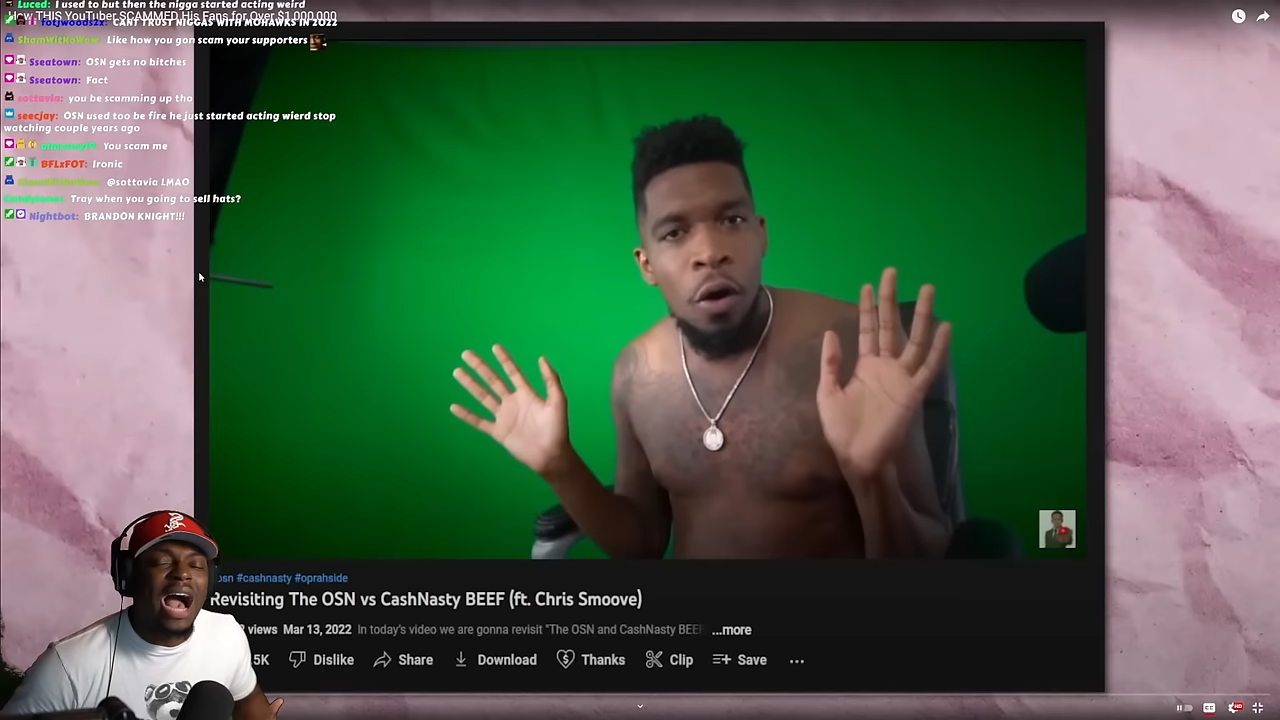 Luced: I used to but then the nigga started acting weird
How THIS YouTuber SCAMMED His Fans for Over $1,000,000
fotjwoods2x: CANT TRUST NIGGAS WITH MOHAWKS IN 2022
ShamWitNoWow: Like how you gon scam your supporters
Sseatown: OSN gets no bitches
Sseatown: Fact
sottavia: you be scamming up tho
seecjay: OSN used too be fire he just started acting wierd stop
watching couple years ago
You scam me
BFLxFOT: Ironic
@sottavia LMAO
Tray when you going to sell hats?
Nightbot: BRANDON KNIGHT!!!
#cashnasty #oprahside
Revisiting The OSN vs CashNasty BEEF (ft. Chris Smoove)
views Mar 13, 2022 In today's video we are gonna revisit "The OSN and CashNasty BEEF ...more
5K Dislike Share Download Thanks Clip Save ...
CC HD